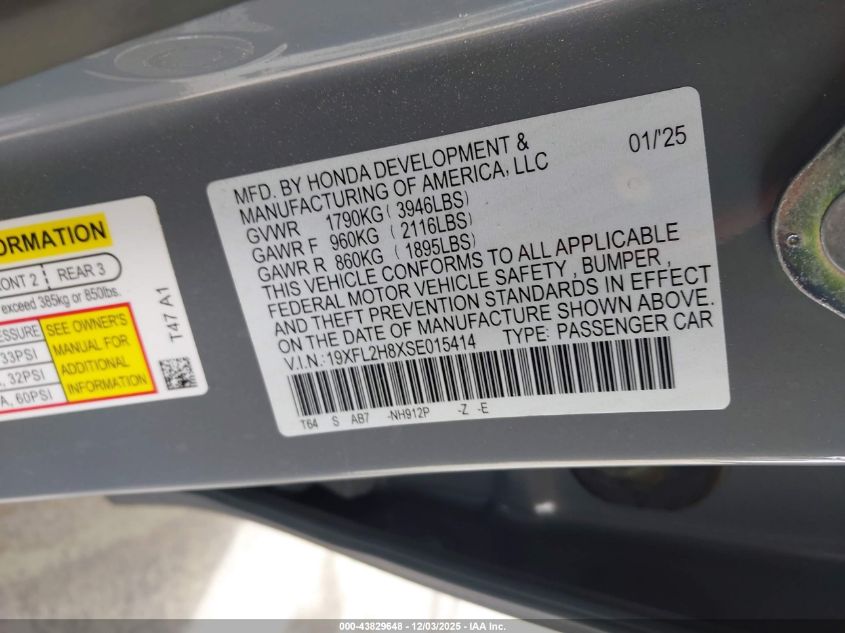 ORMATION
ONT 2 | REAR 3
exceed 385kg or 850lbs.
SSURE
SEE OWNER'S
MANUAL FOR
ADDITIONAL
INFORMATION
33PSI
, 32PSI
A, 60PSI
T47 A1
MFD. BY HONDA DEVELOPMENT &
MANUFACTURING OF AMERICA, LLC
01/'25
GVWR 1790KG (3946LBS)
GAWR F 960KG (2116LBS)
GAWR R 860KG (1895LBS)
THIS VEHICLE CONFORMS TO ALL APPLICABLE
FEDERAL MOTOR VEHICLE SAFETY , BUMPER ,
AND THEFT PREVENTION STANDARDS IN EFFECT
ON THE DATE OF MANUFACTURE SHOWN ABOVE.
V.I.N: 19XFL2H8XSE015414 TYPE: PASSENGER CAR
T64 S AB7 -NH912P -Z -E
000-43829648 - 12/03/2025 - IAA Inc.